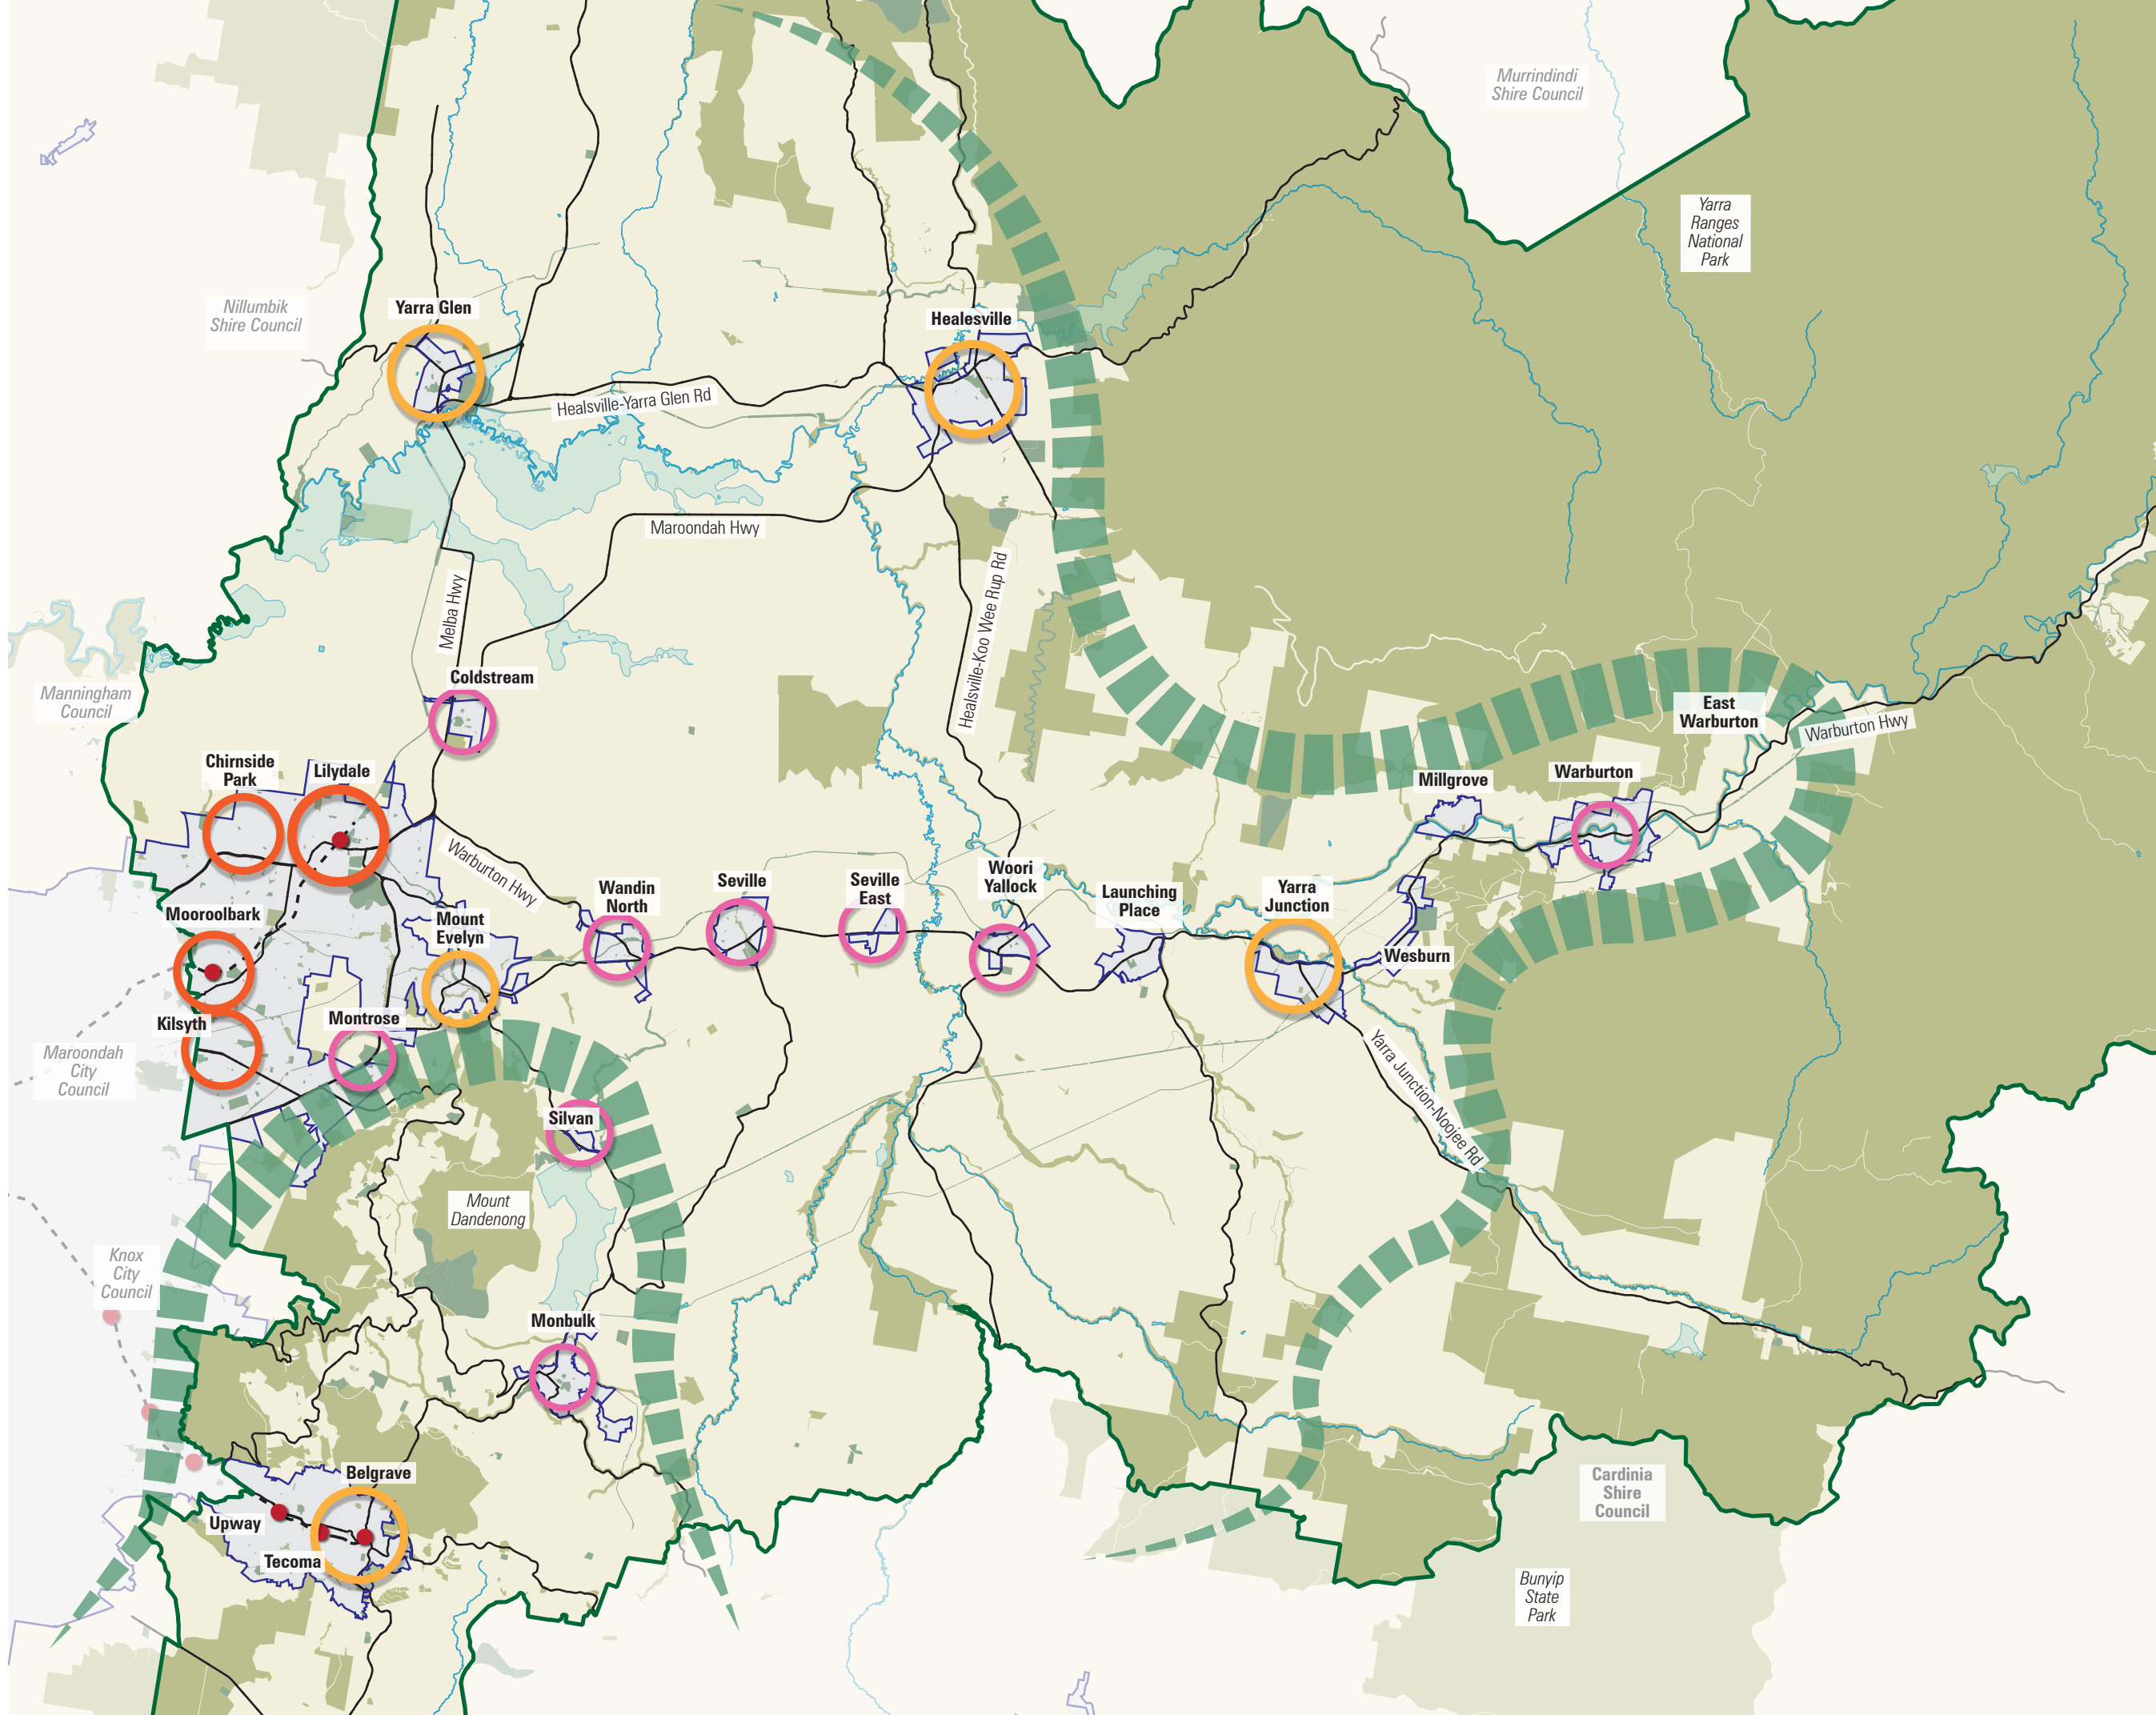 Murrindindi
Shire Council
Yarra
Ranges
National
Park
Nillumbik
Shire Council
Yarra Glen
Healesville
Healsville-Yarra Glen Rd
Maroondah Hwy
Melba Hwy
Healsville-Koo Wee Rup Rd
Manningham
Council
Coldstream
East
Warburton
Warburton Hwy
Chirnside
Park
Lilydale
Millgrove
Warburton
Warburton Hwy
Mooroolbark
Mount
Evelyn
Wandin
North
Seville
Seville
East
Woori
Yallock
Launching
Place
Yarra
Junction
Wesburn
Kilsyth
Montrose
Maroondah
City
Council
Yarra Junction-Noojee Rd
Silvan
Mount
Dandenong
Knox
City
Council
Monbulk
Belgrave
Upway
Tecoma
Cardinia
Shire
Council
Bunyip
State
Park